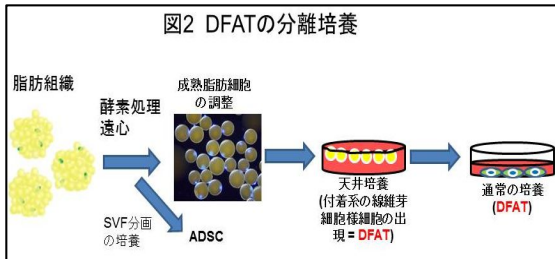 図2 DFATの分離培養
脂肪組織
酵素処理
遠心
成熟脂肪細胞
の調整
SVF分画
の培養
ADSC
天井培養
(付着系の線維芽
細胞様細胞の出
現 = DFAT)
通常の培養
(DFAT)